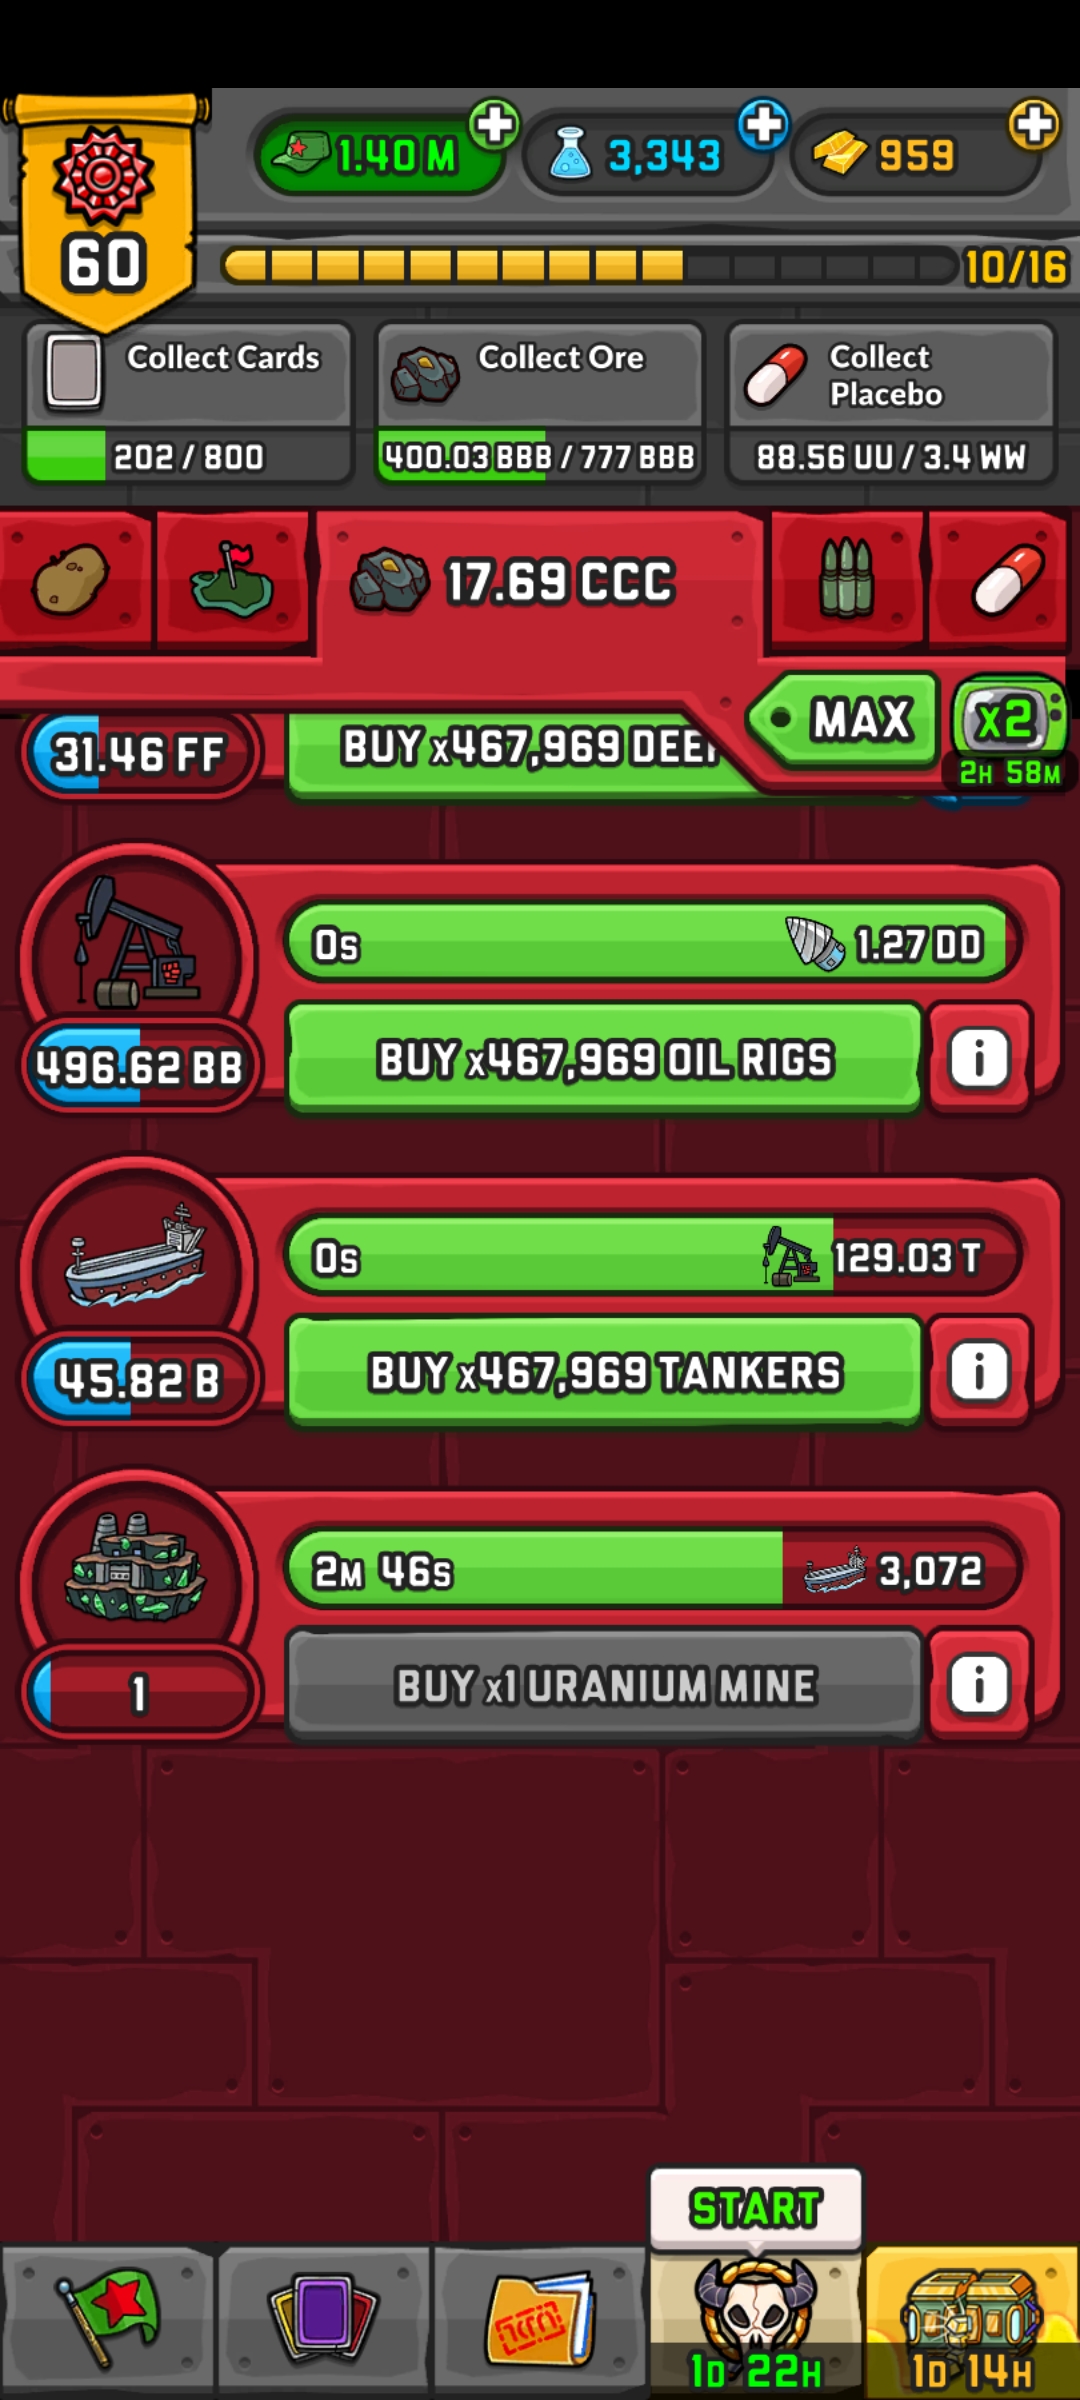 1.40 M
3,343
959
60
10/16
Collect Cards
202 / 800
Collect Ore
400.03 BBB / 777 BBB
Collect
Placebo
88.56 UU / 3.4 WW
17.69 CCC
MAX
x2
2H 58M
31.46 FF
BUY x467,969
0s
1.27 DD
496.62 BB
BUY x467,969 OIL RIGS
i
0s
129.03 T
45.82 B
BUY x467,969 TANKERS
i
2M 46s
3,072
1
BUY x1 URANIUM MINE
i
START
1D 22H
1D 14H